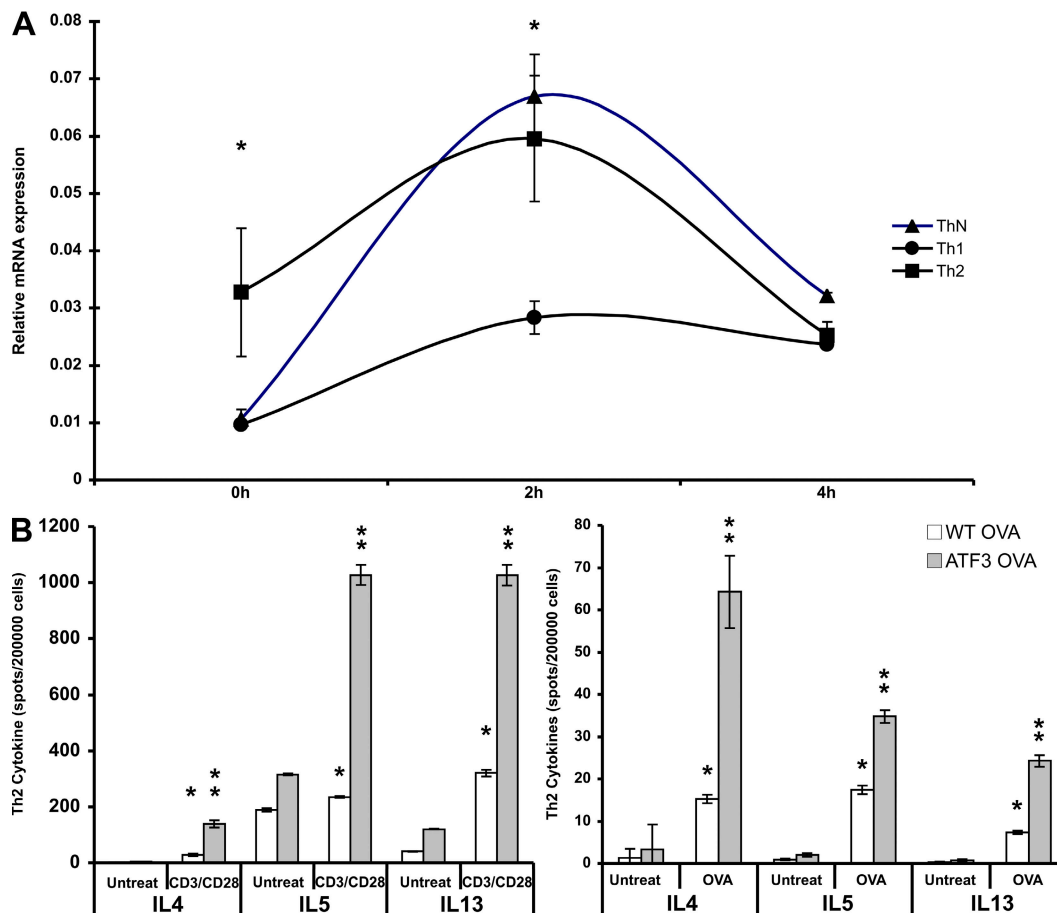 A
0.08
0.07
0.06
0.05
0.04
0.03
0.02
0.01
0
Relative mRNA expression
*
*
0h
2h
4h
ThN
Th1
Th2
B
1200
1000
800
600
400
200
0
Th2 Cytokine (spots/200000 cells)
* * *
* * *
* * *
Untreat CD3/CD28 Untreat CD3/CD28 Untreat CD3/CD28
IL4 IL5 IL13
80
70
60
50
40
30
20
10
0
Th2 Cytokines (spots/200000 cells)
* * *
* * *
* * *
Untreat OVA Untreat OVA Untreat OVA
IL4 IL5 IL13
WT OVA
ATF3 OVA